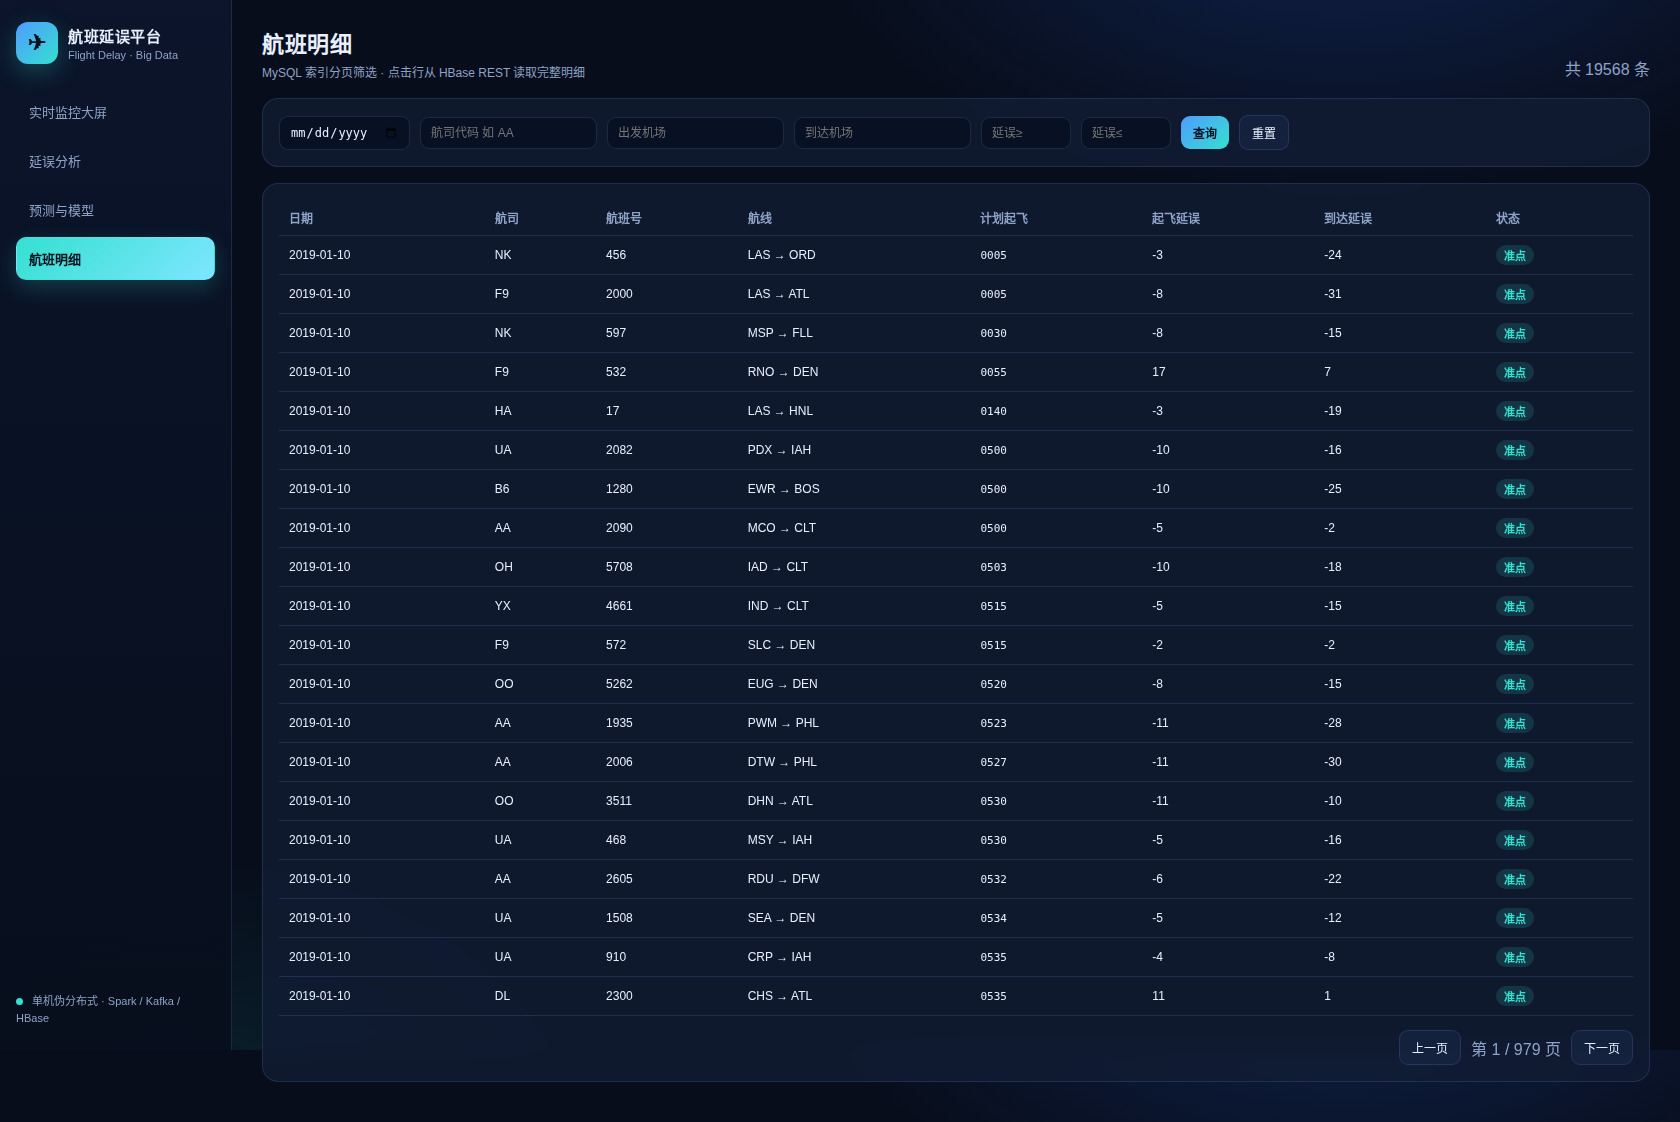 ✈ 航班延误平台
Flight Delay · Big Data
实时监控大屏
延误分析
预测与模型
航班明细
单机伪分布式 · Spark / Kafka /
HBase
航班明细
MySQL 索引分页筛选 · 点击行从 HBase REST 读取完整明细
共 19568 条
mm/dd/yyyy 航司代码 如 AA 出发机场 到达机场 延误≥ 延误≤ 查询 重置
日期 航司 航班号 航线 计划起飞 起飞延误 到达延误 状态
2019-01-10 NK 456 LAS → ORD 0005 -3 -24 准点
2019-01-10 F9 2000 LAS → ATL 0005 -8 -31 准点
2019-01-10 NK 597 MSP → FLL 0030 -8 -15 准点
2019-01-10 F9 532 RNO → DEN 0055 17 7 准点
2019-01-10 HA 17 LAS → HNL 0140 -3 -19 准点
2019-01-10 UA 2082 PDX → IAH 0500 -10 -16 准点
2019-01-10 B6 1280 EWR → BOS 0500 -10 -25 准点
2019-01-10 AA 2090 MCO → CLT 0500 -5 -2 准点
2019-01-10 OH 5708 IAD → CLT 0503 -10 -18 准点
2019-01-10 YX 4661 IND → CLT 0515 -5 -15 准点
2019-01-10 F9 572 SLC → DEN 0515 -2 -2 准点
2019-01-10 OO 5262 EUG → DEN 0520 -8 -15 准点
2019-01-10 AA 1935 PWM → PHL 0523 -11 -28 准点
2019-01-10 AA 2006 DTW → PHL 0527 -11 -30 准点
2019-01-10 OO 3511 DHN → ATL 0530 -11 -10 准点
2019-01-10 UA 468 MSY → IAH 0530 -5 -16 准点
2019-01-10 AA 2605 RDU → DFW 0532 -6 -22 准点
2019-01-10 UA 1508 SEA → DEN 0534 -5 -12 准点
2019-01-10 UA 910 CRP → IAH 0535 -4 -8 准点
2019-01-10 DL 2300 CHS → ATL 0535 11 1 准点
上一页 第 1 / 979 页 下一页